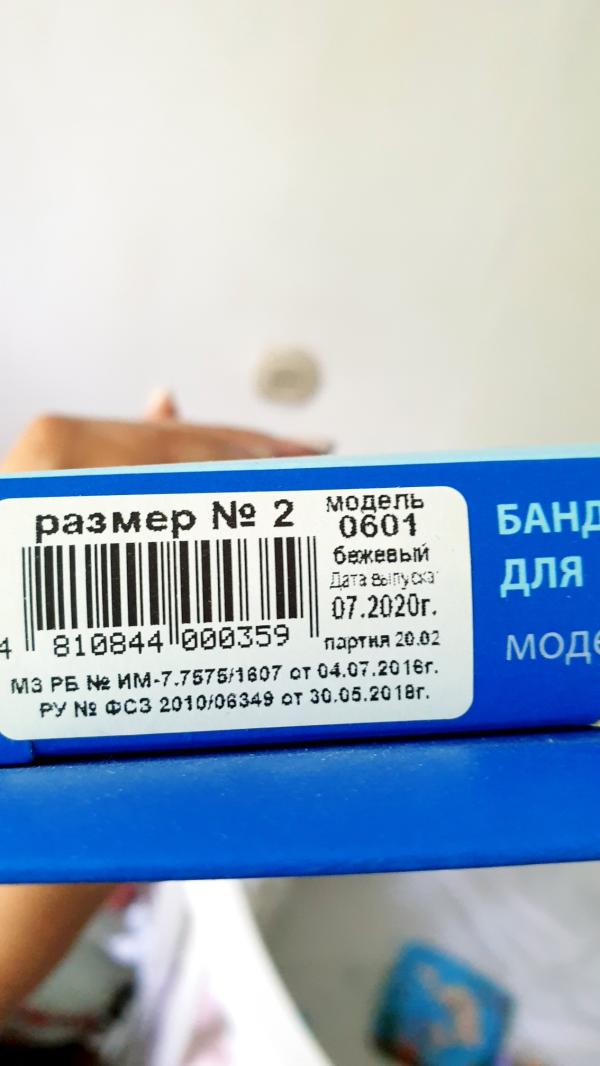 размер № 2
модель
0601
бежевый
Дата выпуска
07.2020г.
партия 20.02
4 810844 000359
МЗ РБ № ИМ-7.7575/1607 от 04.07.2016г.
РУ № ФСЗ 2010/06349 от 30.05.2018г.
БАНД
ДЛЯ
моде